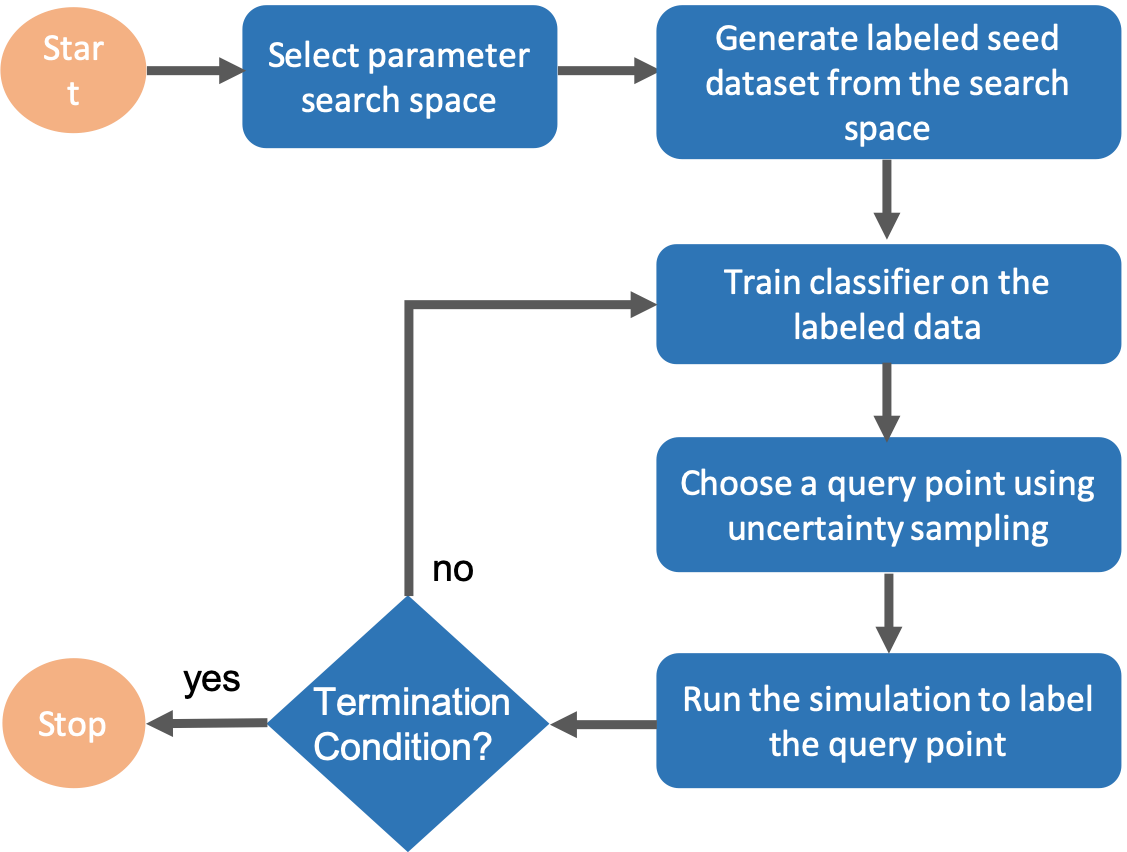 Star
t
Select parameter
search space
Generate labeled seed
dataset from the search
space
Train classifier on the
labeled data
Choose a query point using
uncertainty sampling
no
yes
Stop
Termination
Condition?
Run the simulation to label
the query point